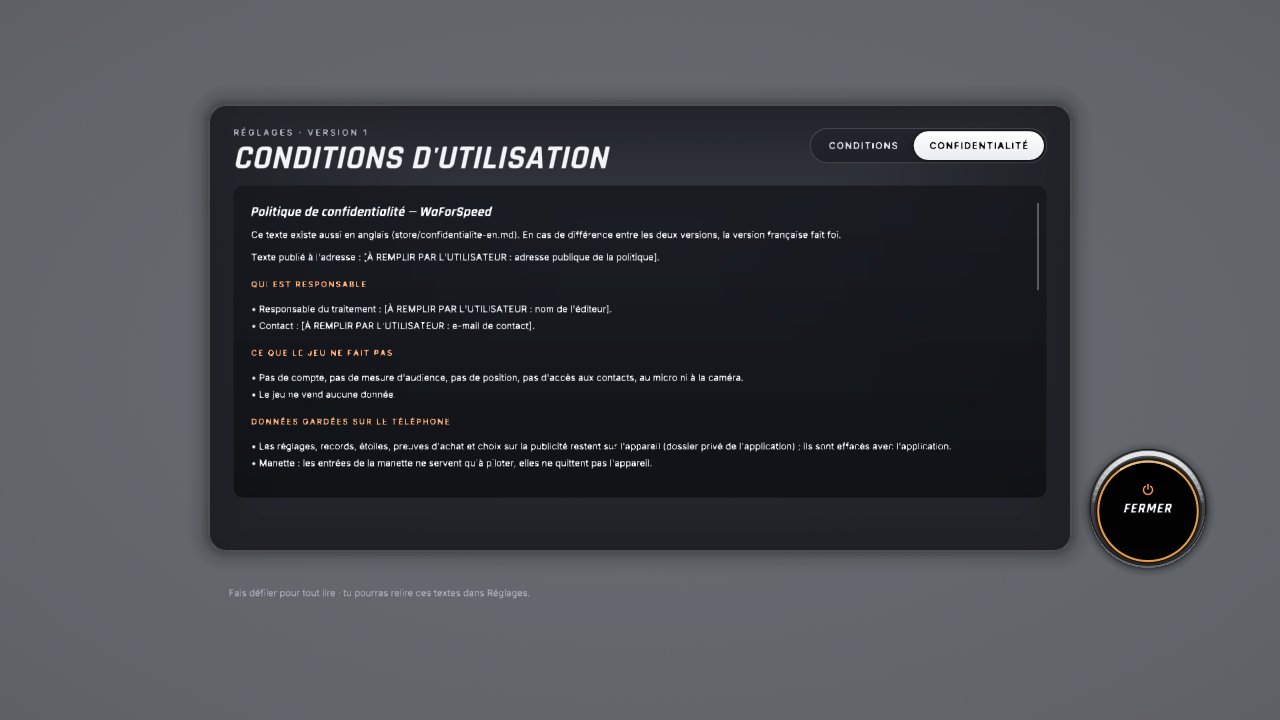 RÉGLAGES · VERSION 1
CONDITIONS D'UTILISATION
CONDITIONS
CONFIDENTIALITÉ
Politique de confidentialité — WaForSpeed
Ce texte existe aussi en anglais (store/confidentialite-en.md). En cas de différence entre les deux versions, la version française fait foi.
Texte publié à l'adresse : [À REMPLIR PAR L'UTILISATEUR : adresse publique de la politique].
QUI EST RESPONSABLE
• Responsable du traitement : [À REMPLIR PAR L'UTILISATEUR : nom de l'éditeur].
• Contact : [À REMPLIR PAR L'UTILISATEUR : e-mail de contact].
CE QUE LE JEU NE FAIT PAS
• Pas de compte, pas de mesure d'audience, pas de position, pas d'accès aux contacts, au micro ni à la caméra.
• Le jeu ne vend aucune donnée.
DONNÉES GARDÉES SUR LE TÉLÉPHONE
• Les réglages, records, étoiles, preuves d'achat et choix sur la publicité restent sur l'appareil (dossier privé de l'application) ; ils sont effacés avec l'application.
• Manette : les entrées de la manette ne servent qu'à piloter, elles ne quittent pas l'appareil.
FERMER
Fais défiler pour tout lire · tu pourras relire ces textes dans Réglages.